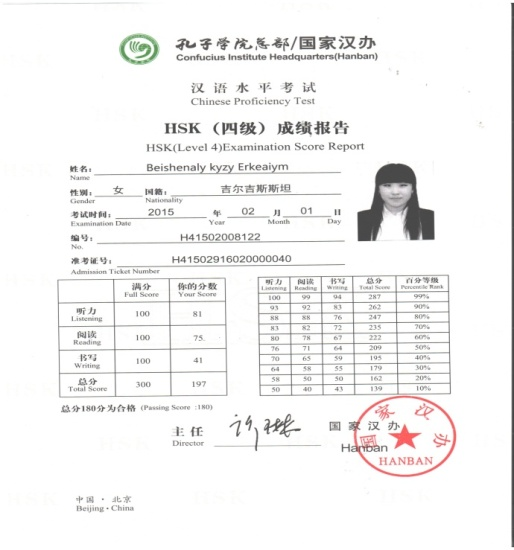 孔子学院总部/国家汉办
Confucius Institute Headquarters(Hanban)
汉语水平考试
Chinese Proficiency Test
HSK（四级）成绩报告
HSK(Level 4)Examination Score Report
姓名： Beishenaly kyzy Erkeaiym
Name
性别： 女 国籍： 吉尔吉斯斯坦
Gender Nationality
考试时间： 2015 年 02 月 01 日
Examination Date Year Month Day
编号： H41502008122
No.
准考证号： H41502916020000040
Admission Ticket Number
满分 你的分数
Full Score Your Score
听力 100 81
Listening
阅读 100 75
Reading
书写 100 41
Writing
总分 300 197
Total Score
听力 阅读 书写 总分 百分等级
Listening Reading Writing Total Score Percentile Rank
100 99 94 287 99%
93 92 83 262 90%
88 88 76 247 80%
83 82 72 235 70%
80 78 67 222 60%
76 71 64 209 50%
70 65 59 195 40%
64 58 55 179 30%
58 50 50 162 20%
50 40 43 139 10%
总分180分为合格 (Passing Score :180)
主任 国家汉办
Director Hanban
国家汉办
HANBAN
中国・北京
Beijing・China